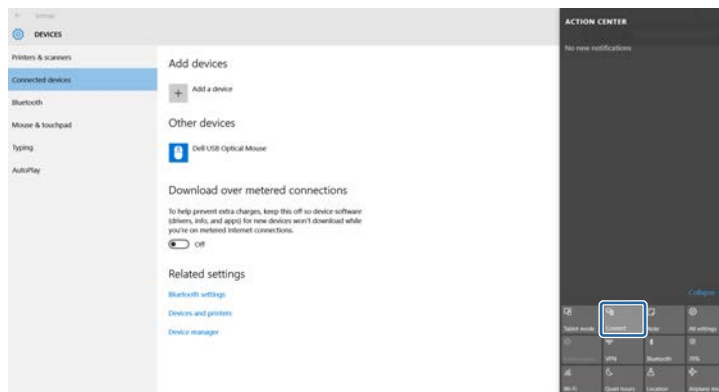 Settings
DEVICES
Printers & scanners
Connected devices
Bluetooth
Mouse & touchpad
Typing
AutoPlay
Add devices
Add a device
Other devices
Dell USB Optical Mouse
Download over metered connections
To help prevent extra charges, keep this off so device software
(drivers, info, and apps) for new devices won't download while
you're on metered Internet connections.
Off
Related settings
Bluetooth settings
Devices and printers
Device manager
ACTION CENTER
No new notifications
Collapse
Tablet mode
Connect
Note
All settings
VPN
Bluetooth
Wi-Fi
Quiet hours
Location
Airplane mo